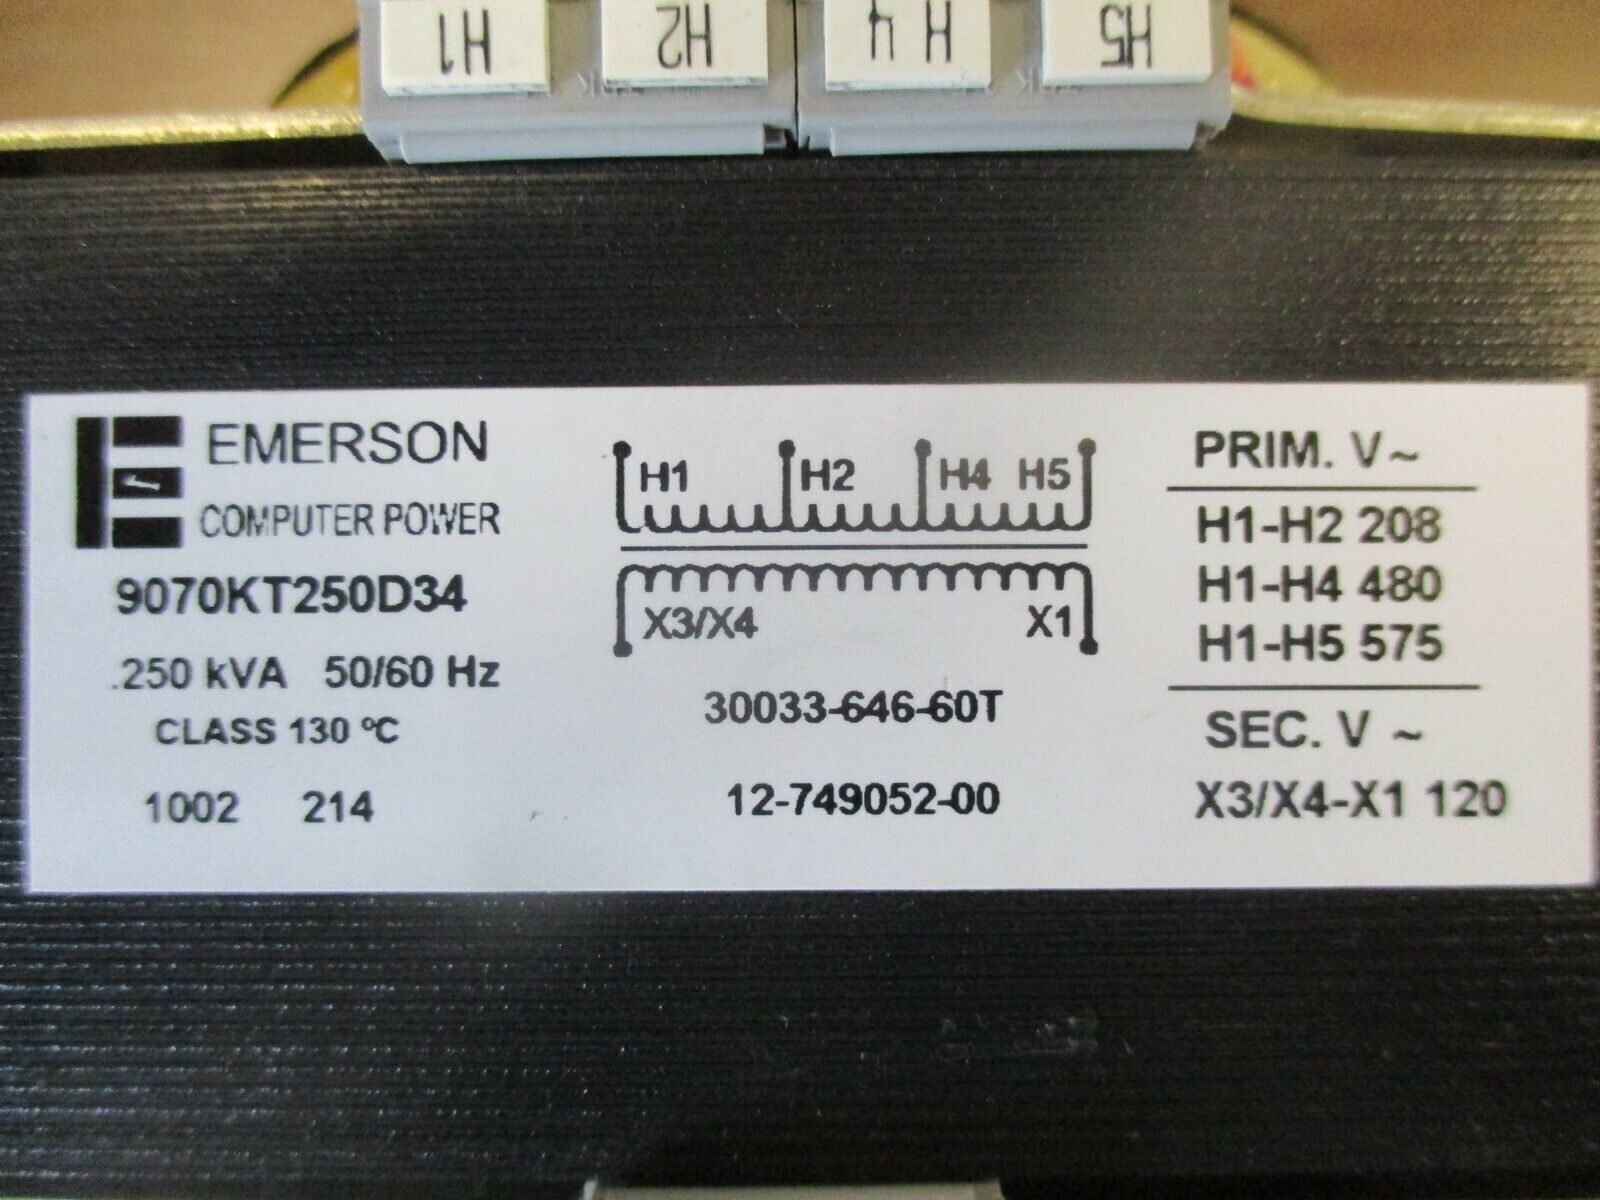 H1 H2 H4 H5
EMERSON
COMPUTER POWER
9070KT250D34
.250 kVA 50/60 Hz
CLASS 130 ºC
1002 214
H1 H2 H4 H5
X3/X4 X1
30033-646-60T
12-749052-00
PRIM. V~
H1-H2 208
H1-H4 480
H1-H5 575
SEC. V ~
X3/X4-X1 120